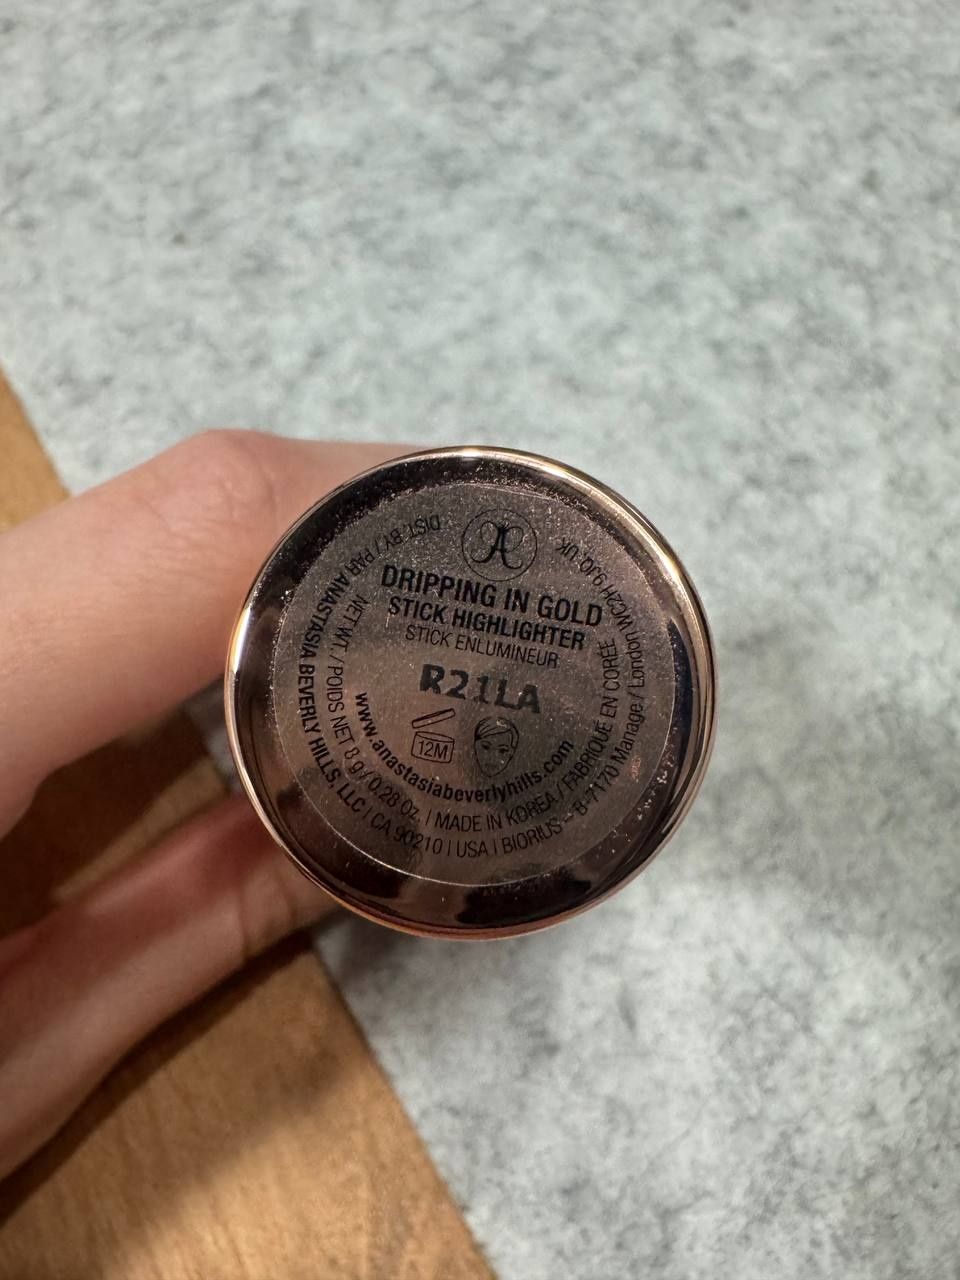 DRIPPING IN GOLD
STICK HIGHLIGHTER
STICK ENLUMINEUR
R21LA
12M
www.anastasiabeverlyhills.com
NET WT. / POIDS NET 8 g / 0.28 oz. | MADE IN KOREA / FABRIQUÉ EN CORÉE
DIST. BY / PAR ANASTASIA BEVERLY HILLS, LLC | CA 90210 | USA | BIORIUS – B-7170 Manage / London WC2H 9JQ-UK